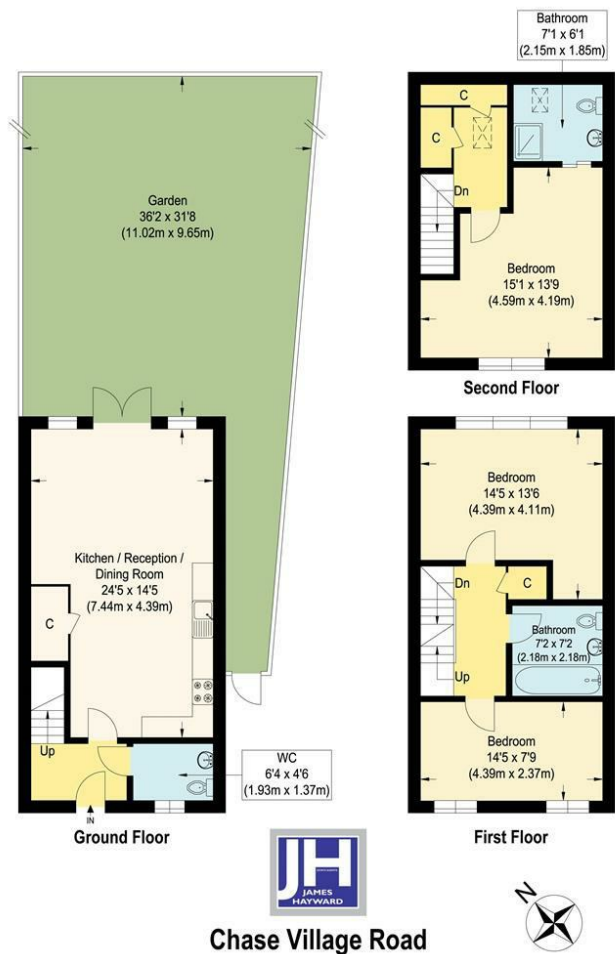 Bathroom
7'1 x 6'1
(2.15m x 1.85m)
Garden
36'2 x 31'8
(11.02m x 9.65m)
C
C
Dn
Bedroom
15'1 x 13'9
(4.59m x 4.19m)
Second Floor
Kitchen / Reception /
Dining Room
24'5 x 14'5
(7.44m x 4.39m)
C
Up
IN
WC
6'4 x 4'6
(1.93m x 1.37m)
Ground Floor
Bedroom
14'5 x 13'6
(4.39m x 4.11m)
Dn
C
Bathroom
7'2 x 7'2
(2.18m x 2.18m)
Up
Bedroom
14'5 x 7'9
(4.39m x 2.37m)
First Floor
JH
JAMES
HAYWARD
N
Chase Village Road